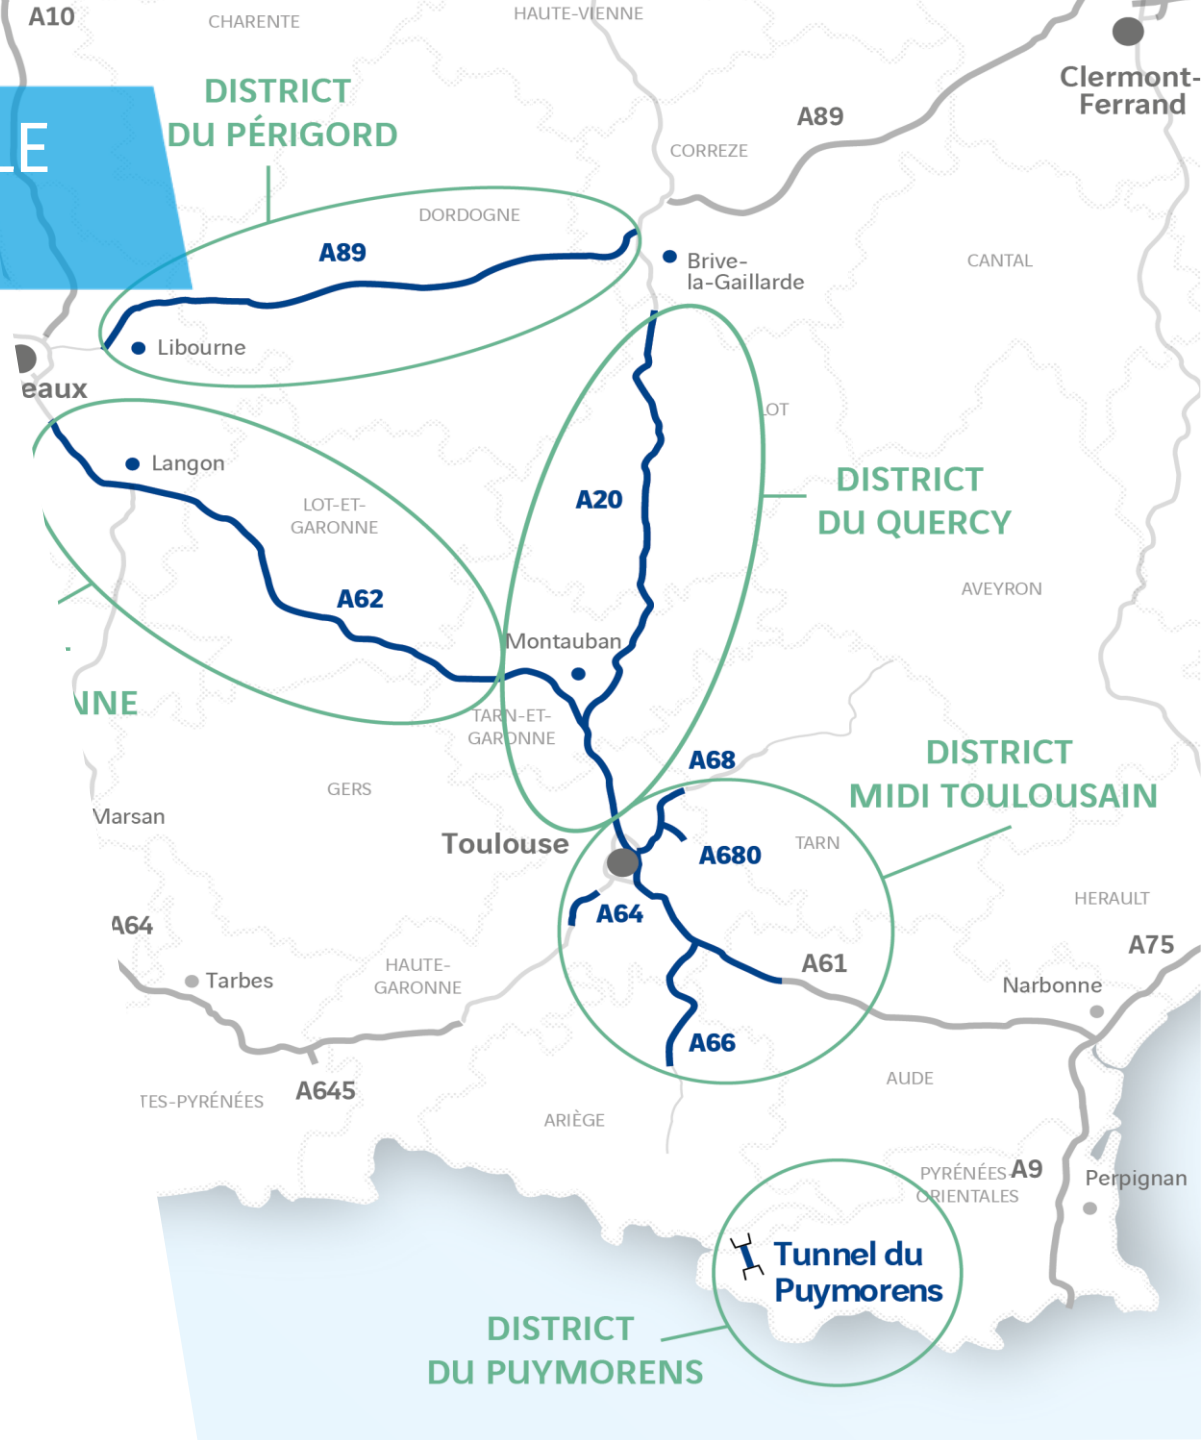 A10
CHARENTE
HAUTE-VIENNE
Clermont-
Ferrand
DISTRICT
DU PÉRIGORD
A89
LE
CORREZE
DORDOGNE
A89
Brive-
la-Gaillarde
CANTAL
Libourne
eaux
LOT
Langon
LOT-ET-
GARONNE
A20
DISTRICT
DU QUERCY
A62
AVEYRON
Montauban
NNE
TARN-ET-
GARONNE
A68
DISTRICT
MIDI TOULOUSAIN
GERS
Marsan
Toulouse
A680
TARN
HERAULT
A64
A64
A75
Tarbes
HAUTE-
GARONNE
A61
Narbonne
A66
A645
TES-PYRÉNÉES
AUDE
ARIÈGE
PYRÉNÉES-
ORIENTALES
A9
Perpignan
Tunnel du
Puymorens
DISTRICT
DU PUYMORENS